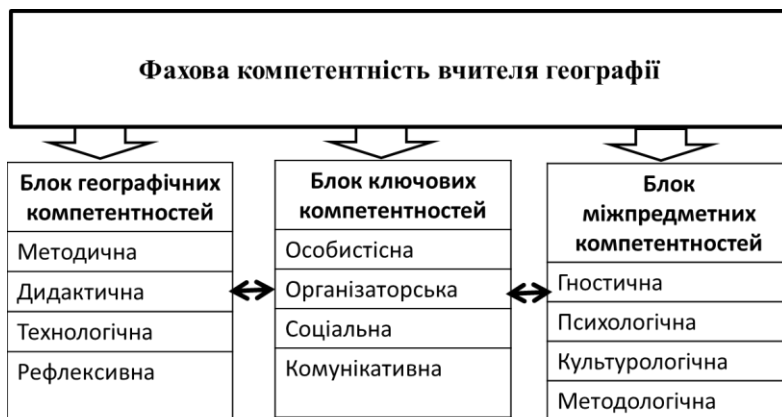 Фахова компетентність вчителя географії
Блок географічних
компетентностей
Методична
Дидактична
Технологічна
Рефлексивна
Блок ключових
компетентностей
Особистісна
Організаторська
Соціальна
Комунікативна
Блок
міжпредметних
компетентностей
Гностична
Психологічна
Культурологічна
Методологічна